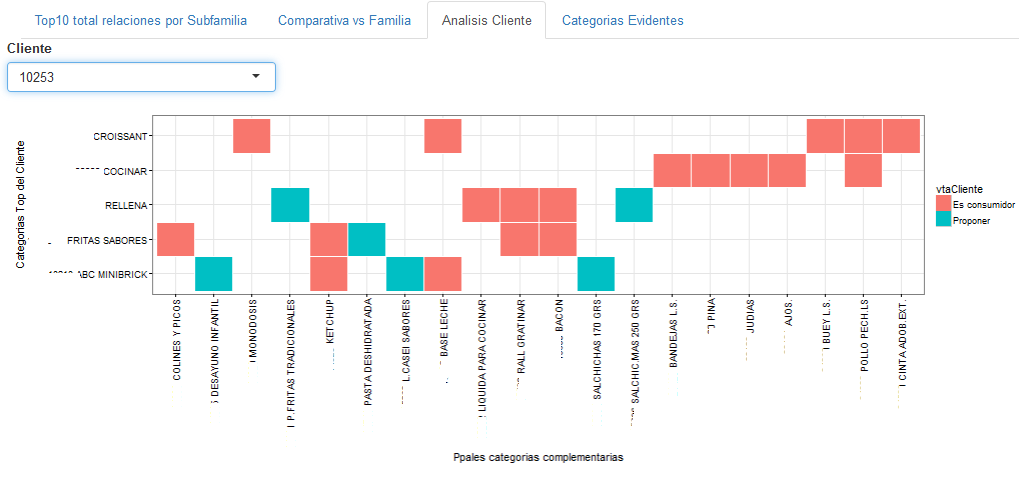 Top10 total relaciones por Subfamilia
Comparativa vs Familia
Analisis Cliente
Categorias Evidentes
Cliente
10253
Categorias Top del Cliente
CROISSANT
COCINAR
RELLENA
FRITAS SABORES
ABC MINIBRICK
vtaCliente
Es consumidor
Proponer
COLINES Y PICOS
DESAYUNO INFANTIL
MONODOSIS
P.FRITAS TRADICIONALES
KETCHUP
PASTA DESHIDRATADA
L.CASEI SABORES
BASE LECHE
LIQUIDA PARA COCINAR
RALL GRATINAR
BACON
SALCHICHAS 170 GRS
SALCHIC.MAS 250 GRS
BANDEJAS L.S.
PINA
JUDIAS
AJOS.
BUEY L.S.
POLLO PECH LS
CINTA ADOB.EXT.
Ppales categorias complementarias